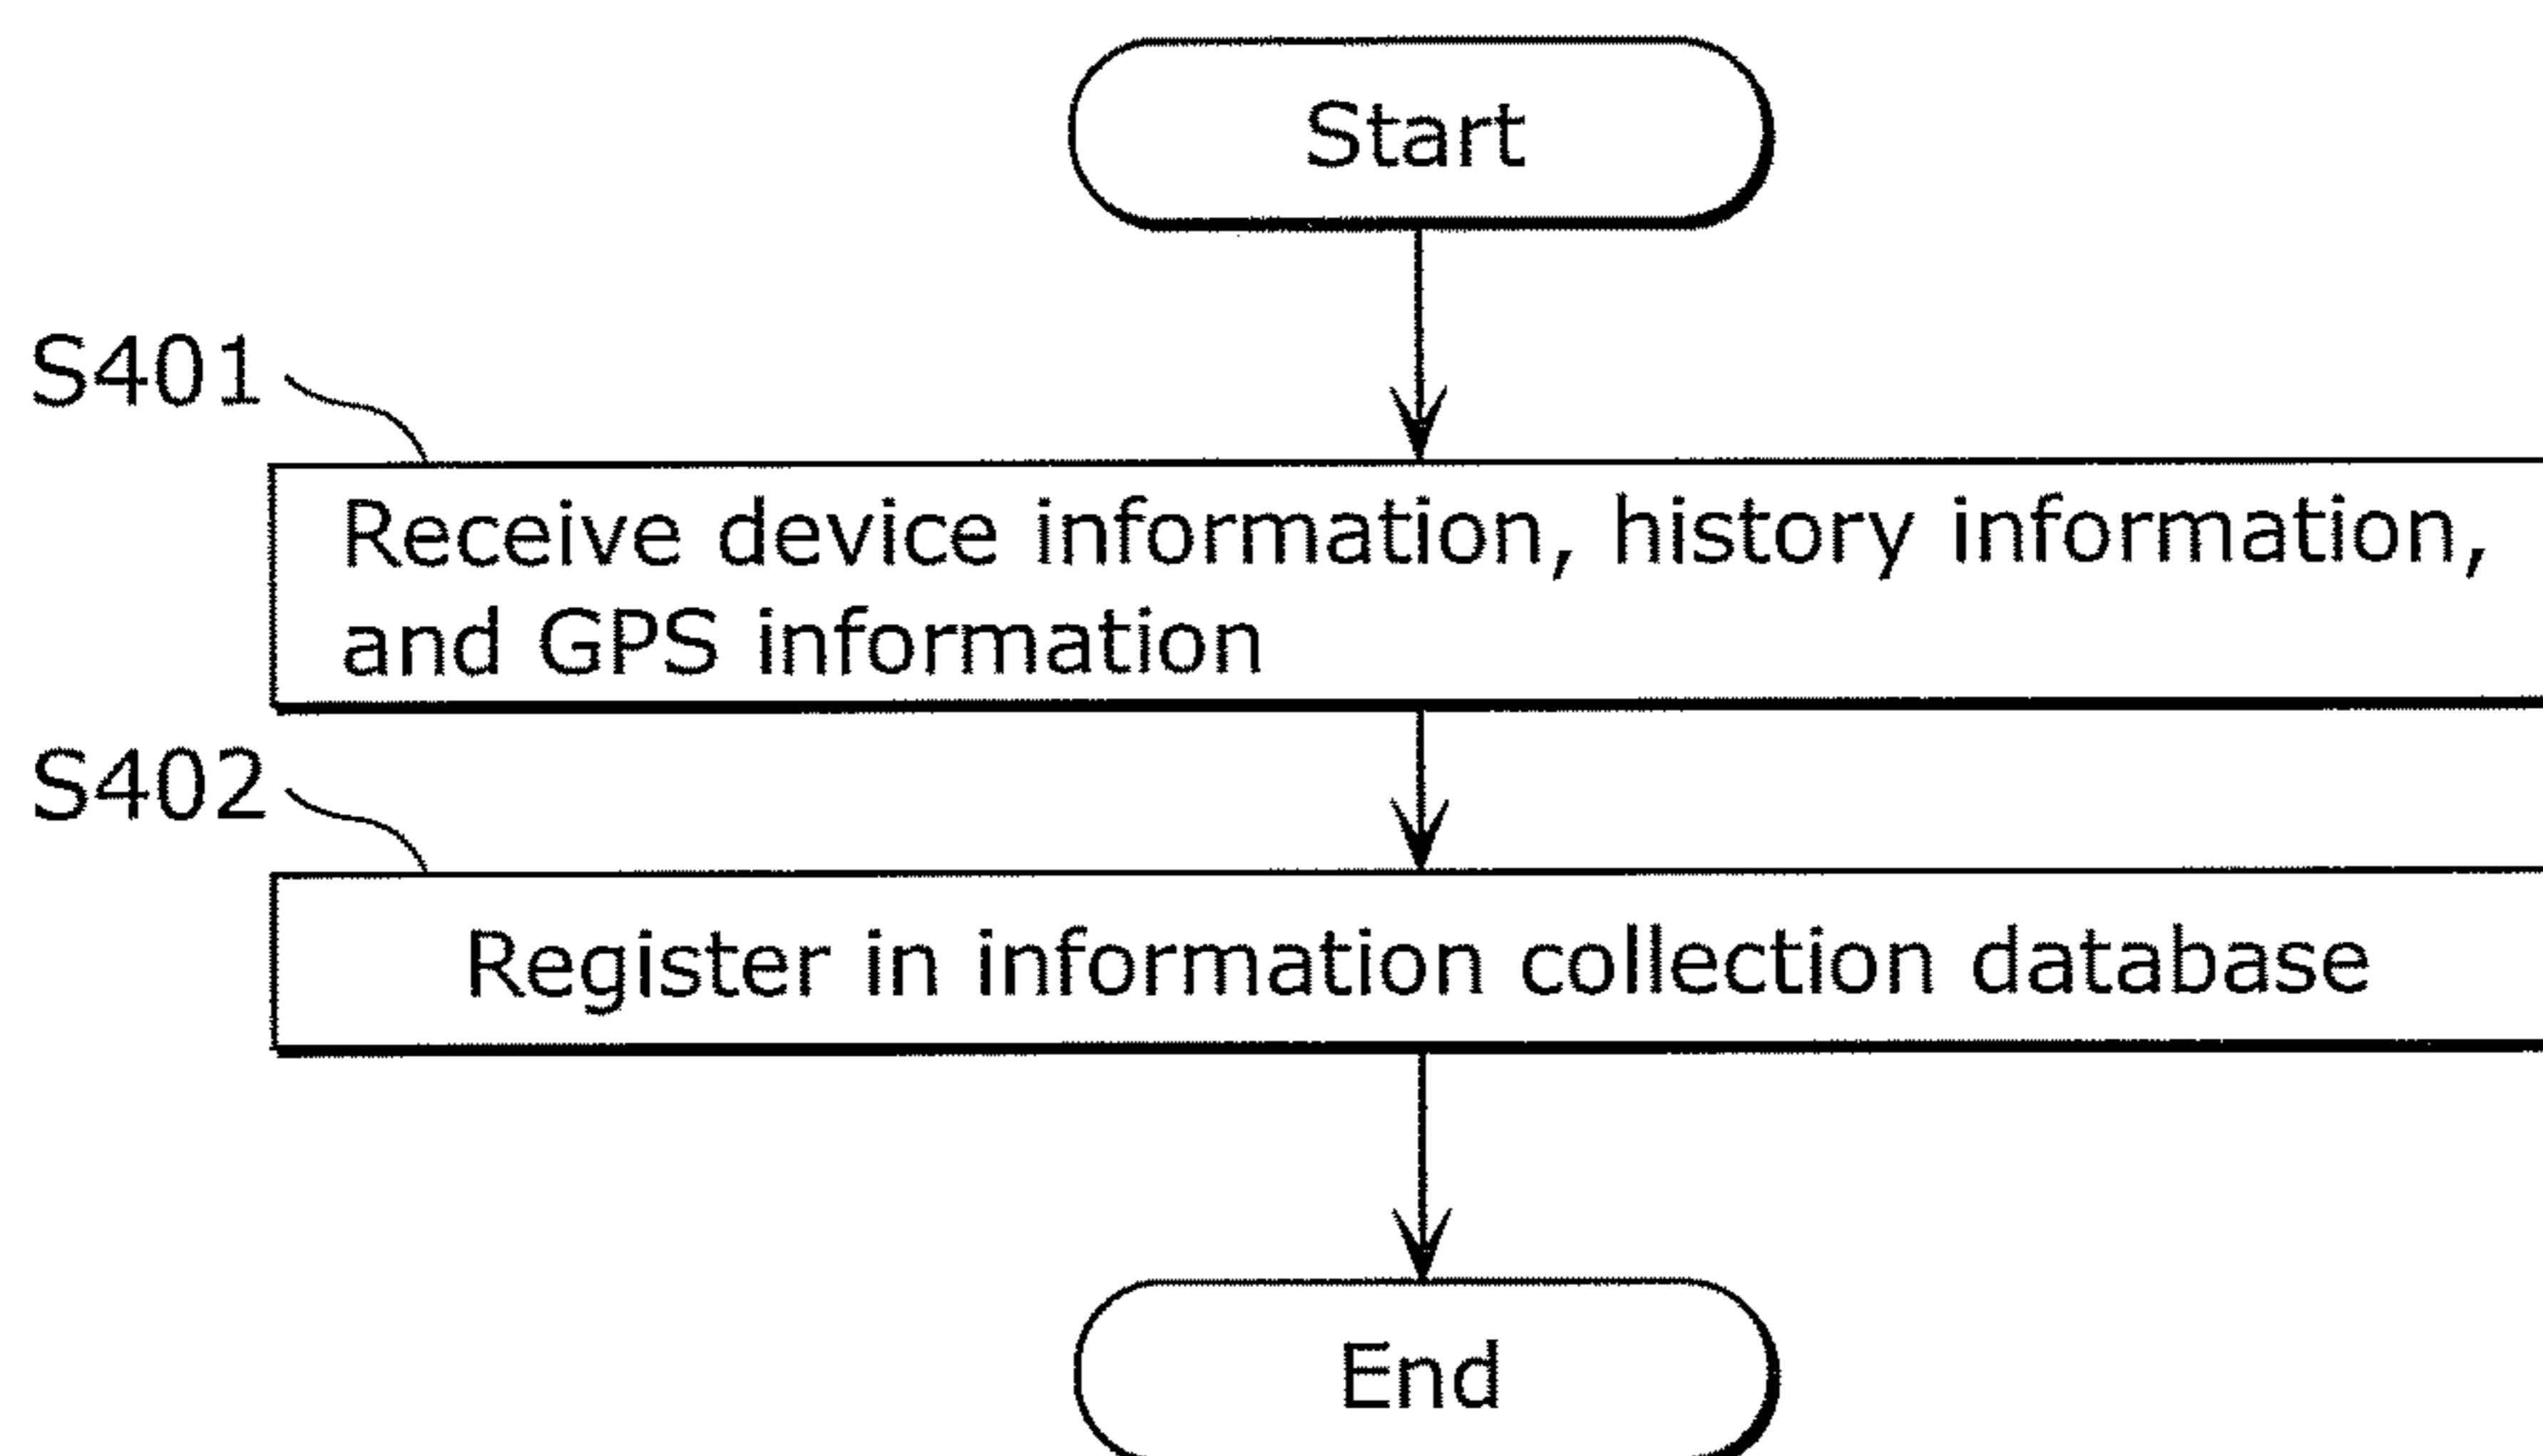 Start
S401
Receive device information, history information,
and GPS information
S402
Register in information collection database
End